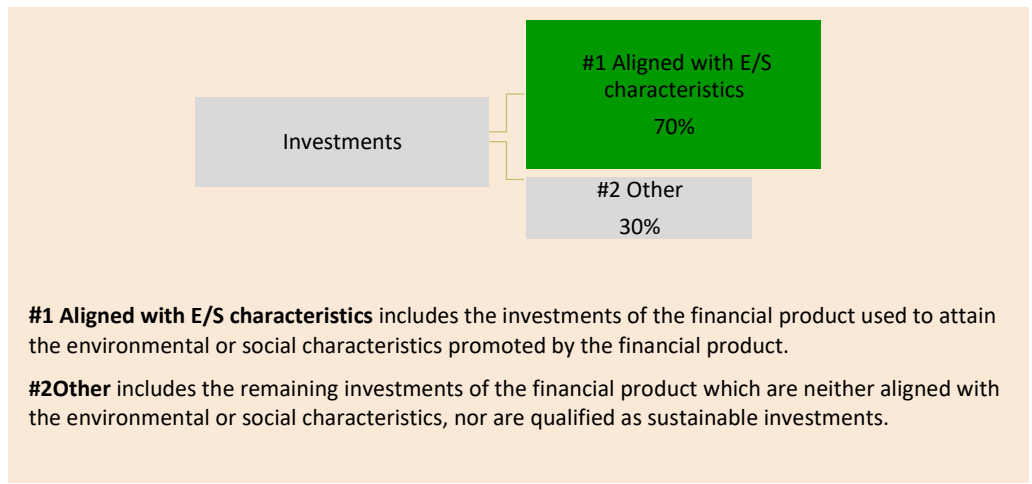 #1 Aligned with E/S
characteristics
70%
Investments
#2 Other
30%
#1 Aligned with E/S characteristics includes the investments of the financial product used to attain
the environmental or social characteristics promoted by the financial product.
#2Other includes the remaining investments of the financial product which are neither aligned with
the environmental or social characteristics, nor are qualified as sustainable investments.